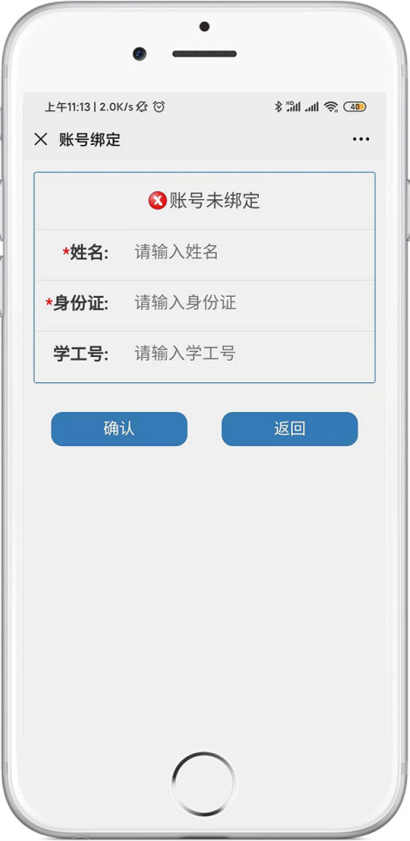 上午11:13 | 2.0K/s
HD
40
账号绑定
账号未绑定
*姓名: 请输入姓名
*身份证: 请输入身份证
学工号: 请输入学工号
确认 返回